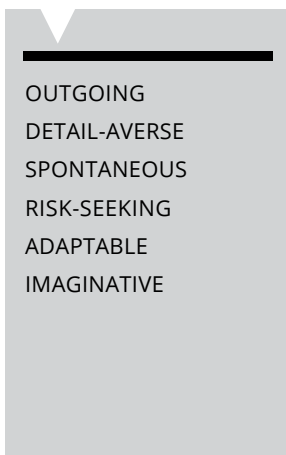 OUTGOING
DETAIL-AVERSE
SPONTANEOUS
RISK-SEEKING
ADAPTABLE
IMAGINATIVE